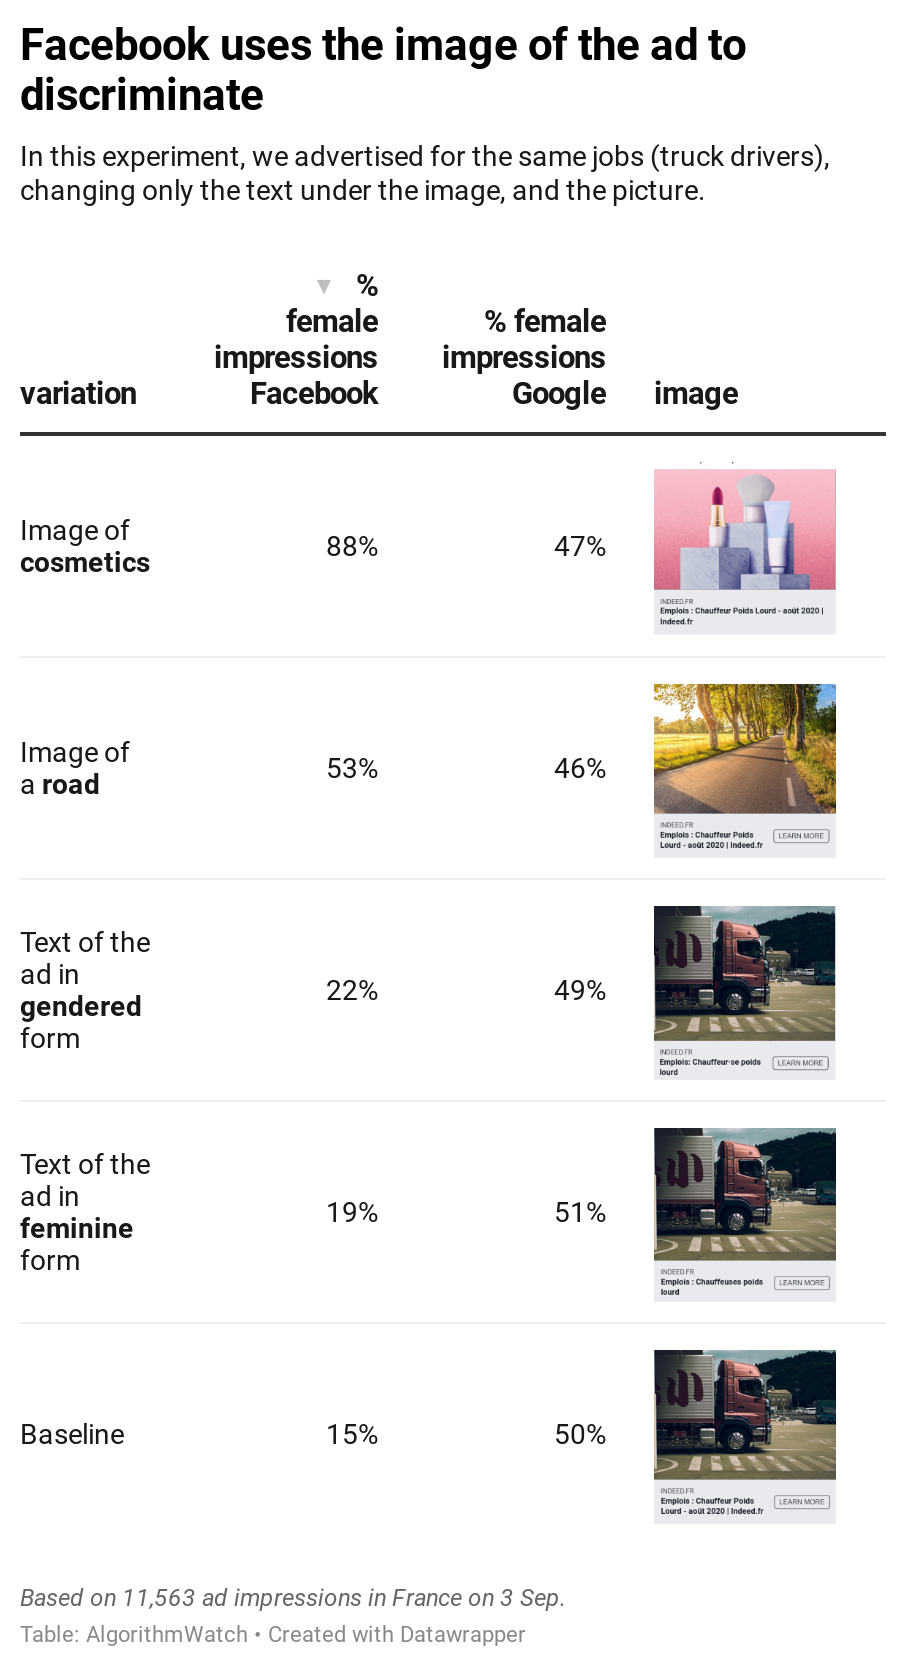 Facebook uses the image of the ad to
discriminate
In this experiment, we advertised for the same jobs (truck drivers),
changing only the text under the image, and the picture.
variation
▼ %
female
impressions
Facebook
% female
impressions
Google
image
Image of
cosmetics
88%
47%
INDEED.FR
Emplois : Chauffeur Poids Lourd - août 2020 |
Indeed.fr
Image of
a road
53%
46%
INDEED.FR
Emplois : Chauffeur Poids
Lourd - août 2020 | Indeed.fr
LEARN MORE
Text of the
ad in
gendered
form
22%
49%
INDEED.FR
Emplois: Chauffeur·se poids
lourd
LEARN MORE
Text of the
ad in
feminine
form
19%
51%
INDEED.FR
Emplois : Chauffeuses poids
lourd
LEARN MORE
Baseline
15%
50%
INDEED.FR
Emplois : Chauffeur Poids
Lourd - août 2020 | Indeed.fr
LEARN MORE
Based on 11,563 ad impressions in France on 3 Sep.
Table: AlgorithmWatch • Created with Datawrapper